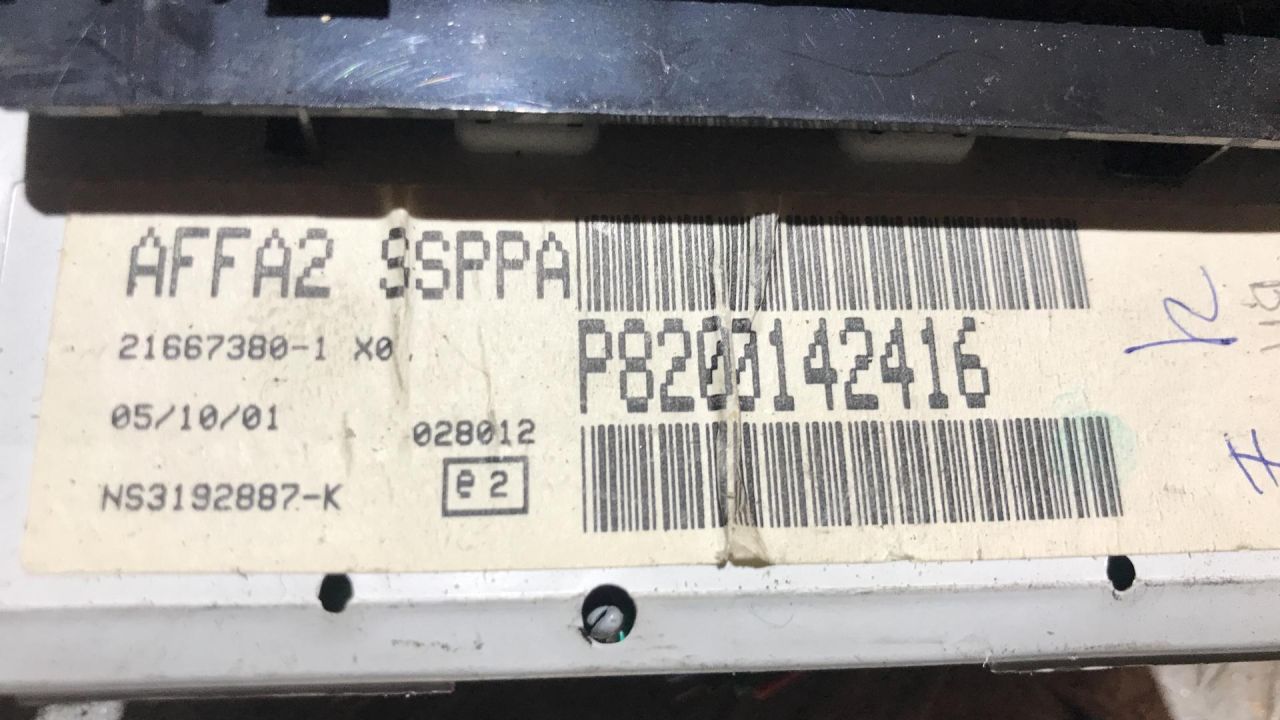 AFFA2 SSPPA
P8200142416
21667380-1 X0
05/10/01
028012
e2
NS3192887-K